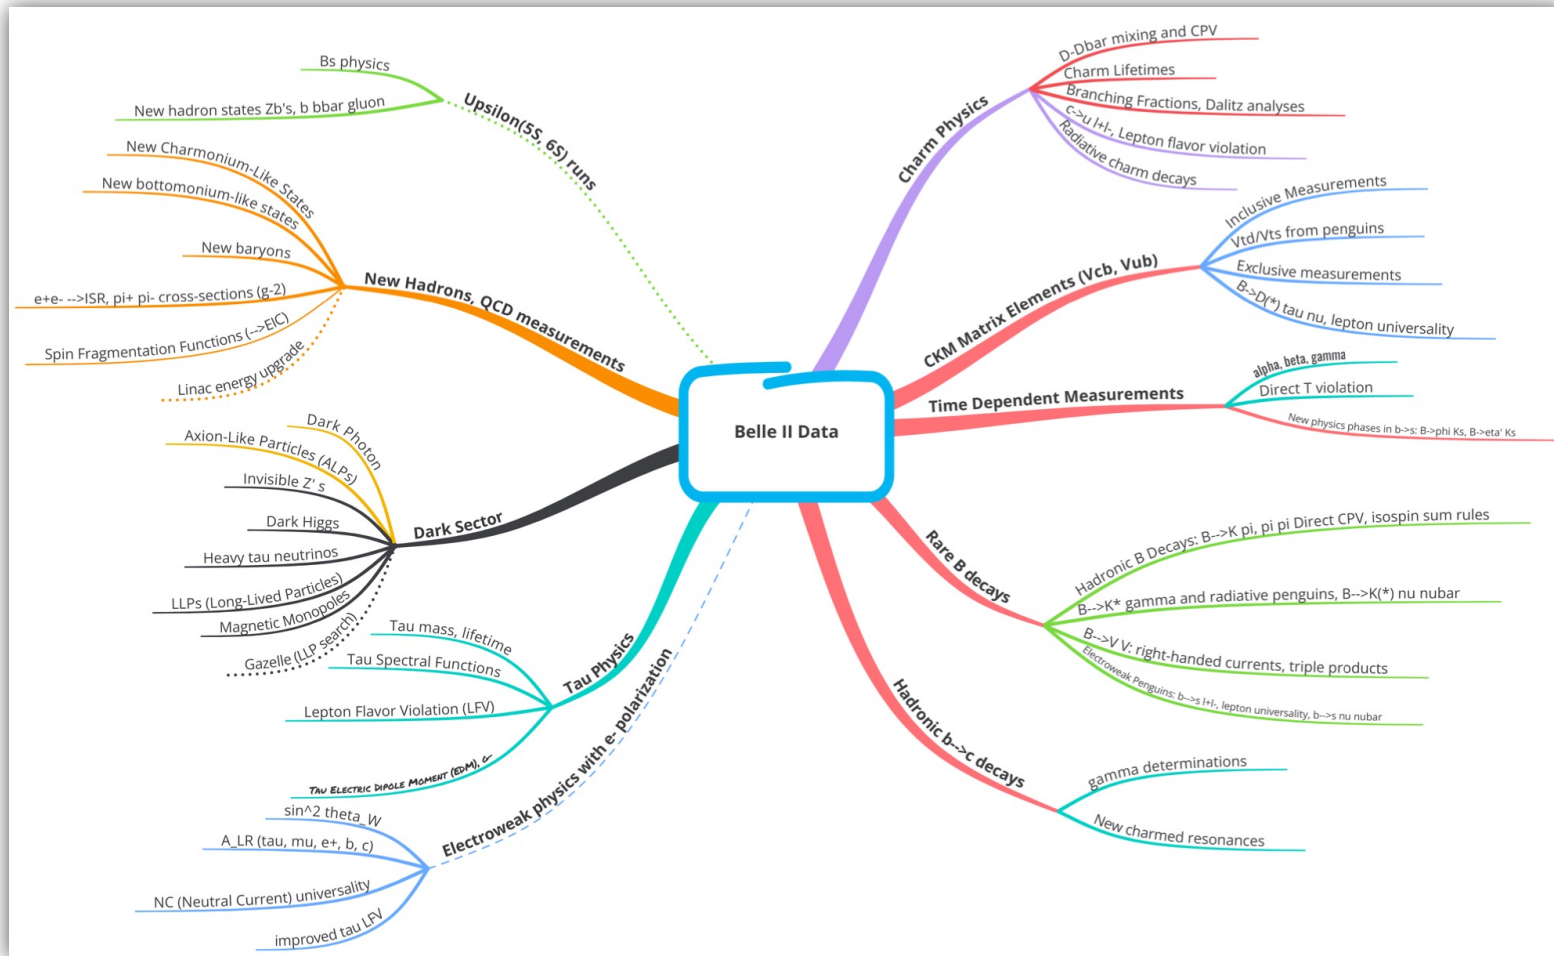 Belle II Data
Upsilon(5S, 6S) runs
Bs physics
New hadron states Zb's, b bbar gluon
New Hadrons, QCD measurements
New Charmonium-Like States
New bottomonium-like states
New baryons
e+e- -->ISR, pi+ pi- cross-sections (g-2)
Spin Fragmentation Functions (-->EIC)
Linac energy upgrade
Dark Sector
Dark Photon
Axion-Like Particles (ALPs)
Invisible Z' s
Dark Higgs
Heavy tau neutrinos
LLPs (Long-Lived Particles)
Magnetic Monopoles
Gazelle (LLP search)
Tau Physics
Tau mass, lifetime
Tau Spectral Functions
Lepton Flavor Violation (LFV)
Tau Electric Dipole Moment (EDM), g-
Electroweak physics with e- polarization
sin^2 theta_W
A_LR (tau, mu, e+, b, c)
NC (Neutral Current) universality
improved tau LFV
Charm Physics
D-Dbar mixing and CPV
Charm Lifetimes
Branching Fractions, Dalitz analyses
c->u l+l-, Lepton flavor violation
Radiative charm decays
CKM Matrix Elements (Vcb, Vub)
Inclusive Measurements
Vtd/Vts from penguins
Exclusive measurements
B->D(*) tau nu, lepton universality
Time Dependent Measurements
alpha, beta, gamma
Direct T violation
New physics phases in b->s: B->phi Ks, B->eta' Ks
Rare B decays
Hadronic B Decays: B-->K pi, pi pi Direct CPV, isospin sum rules
B-->K* gamma and radiative penguins, B-->K(*) nu nubar
B-->V V: right-handed currents, triple products
Electroweak Penguins: b-->s l+l-, lepton universality, b-->s nu nubar
Hadronic b-->c decays
gamma determinations
New charmed resonances